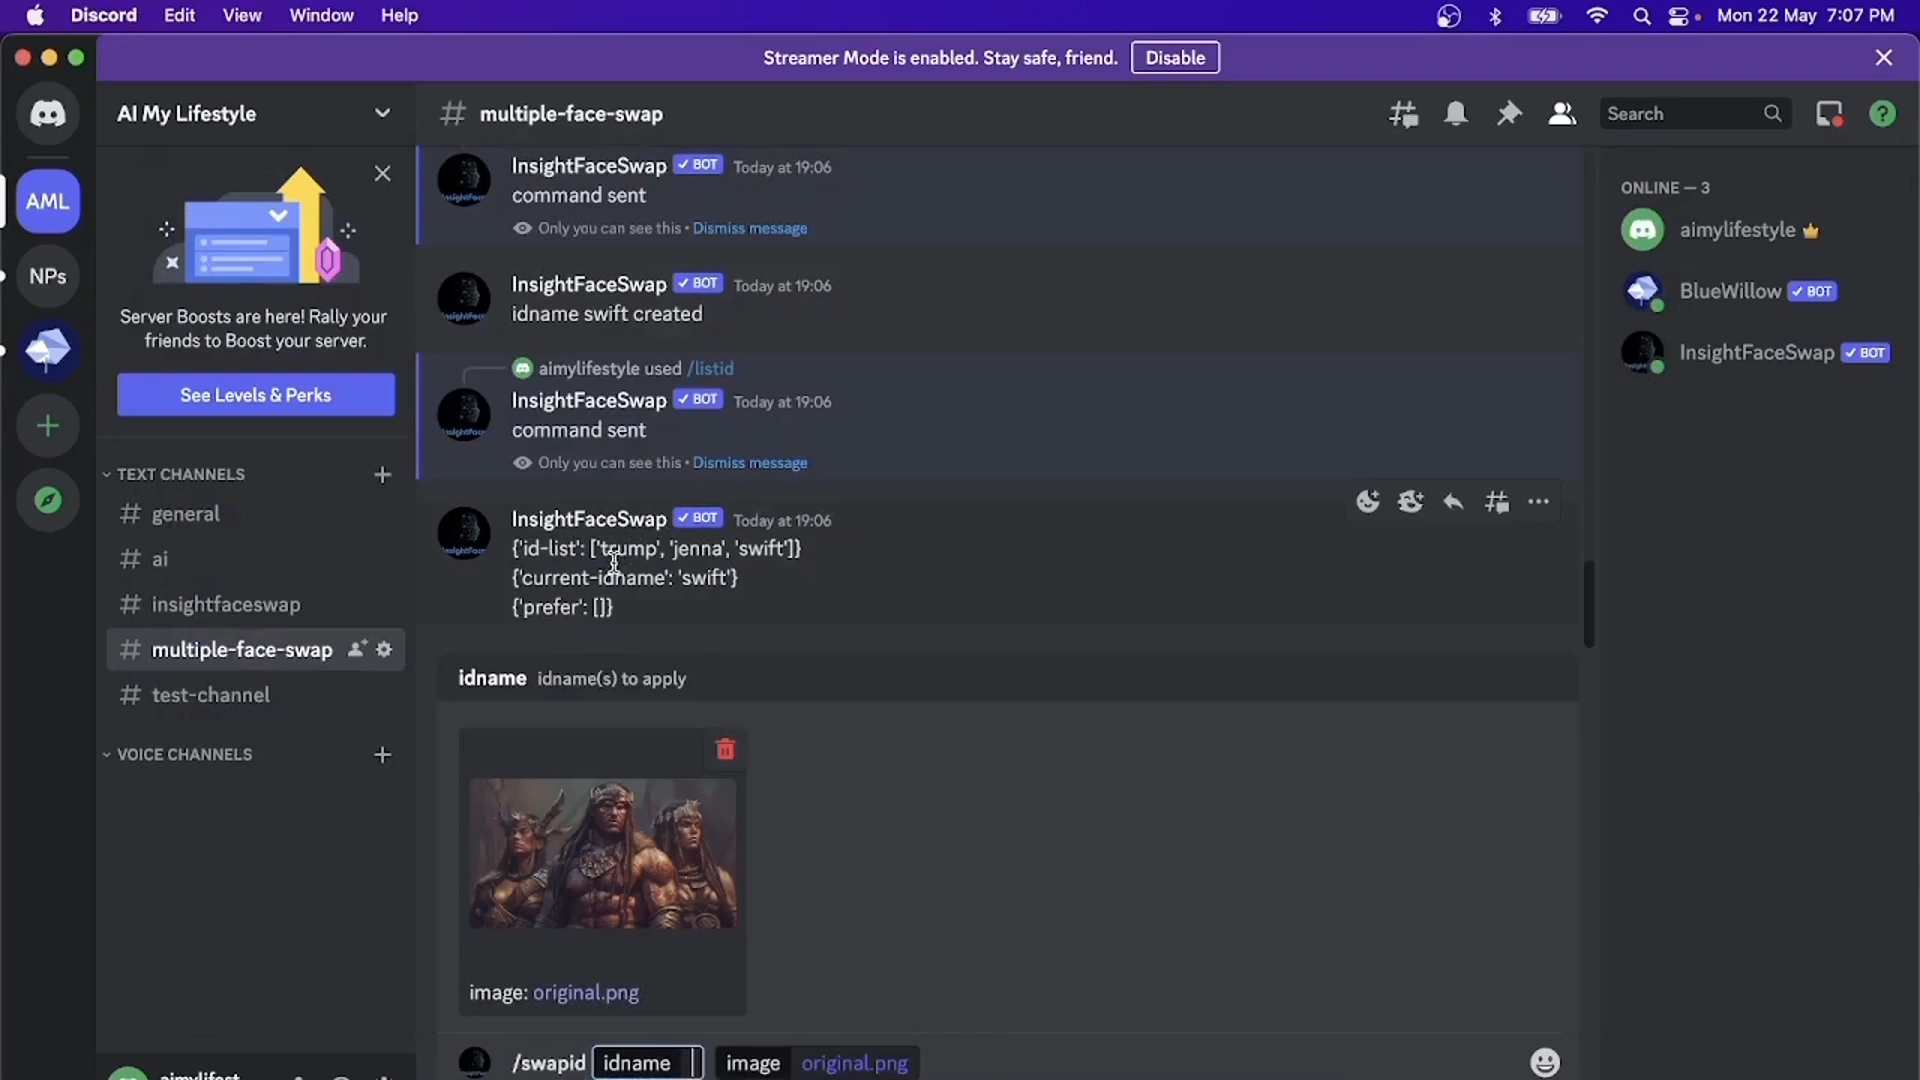 Discord Edit View Window Help Mon 22 May 7:07 PM
Streamer Mode is enabled. Stay safe, friend. Disable
AI My Lifestyle
# multiple-face-swap
Search
AML
NPs
Server Boosts are here! Rally your
friends to Boost your server.
See Levels & Perks
TEXT CHANNELS
# general
# ai
# insightfaceswap
# multiple-face-swap
# test-channel
VOICE CHANNELS
InsightFaceSwap ✓ BOT Today at 19:06
command sent
Only you can see this • Dismiss message
InsightFaceSwap ✓ BOT Today at 19:06
idname swift created
aimylifestyle used /listid
InsightFaceSwap ✓ BOT Today at 19:06
command sent
Only you can see this • Dismiss message
InsightFaceSwap ✓ BOT Today at 19:06
{'id-list': ['trump', 'jenna', 'swift']}
{'current-idname': 'swift'}
{'prefer': []}
idname idname(s) to apply
image: original.png
/swapid idname image original.png
ONLINE — 3
aimylifestyle
BlueWillow ✓ BOT
InsightFaceSwap ✓ BOT